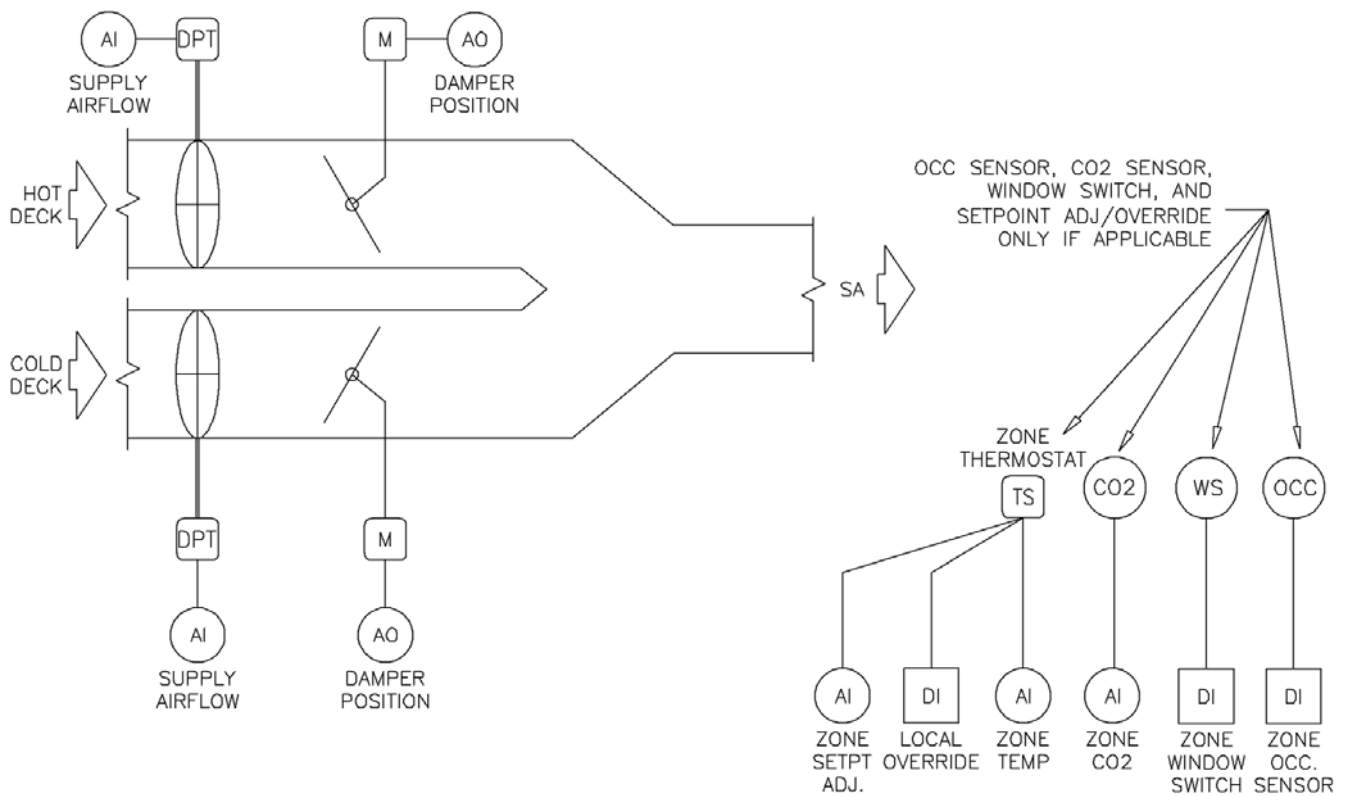 AI
DPT
M
AO
SUPPLY
AIRFLOW
DAMPER
POSITION
HOT
DECK
OCC SENSOR, CO2 SENSOR,
WINDOW SWITCH, AND
SETPOINT ADJ/OVERRIDE
ONLY IF APPLICABLE
SA
COLD
DECK
ZONE
THERMOSTAT
TS
CO2
WS
OCC
DPT
M
AI
AO
SUPPLY
AIRFLOW
DAMPER
POSITION
AI
DI
AI
AI
DI
DI
ZONE
SETPT
ADJ.
LOCAL
OVERRIDE
ZONE
TEMP
ZONE
CO2
ZONE
WINDOW
SWITCH
ZONE
OCC.
SENSOR